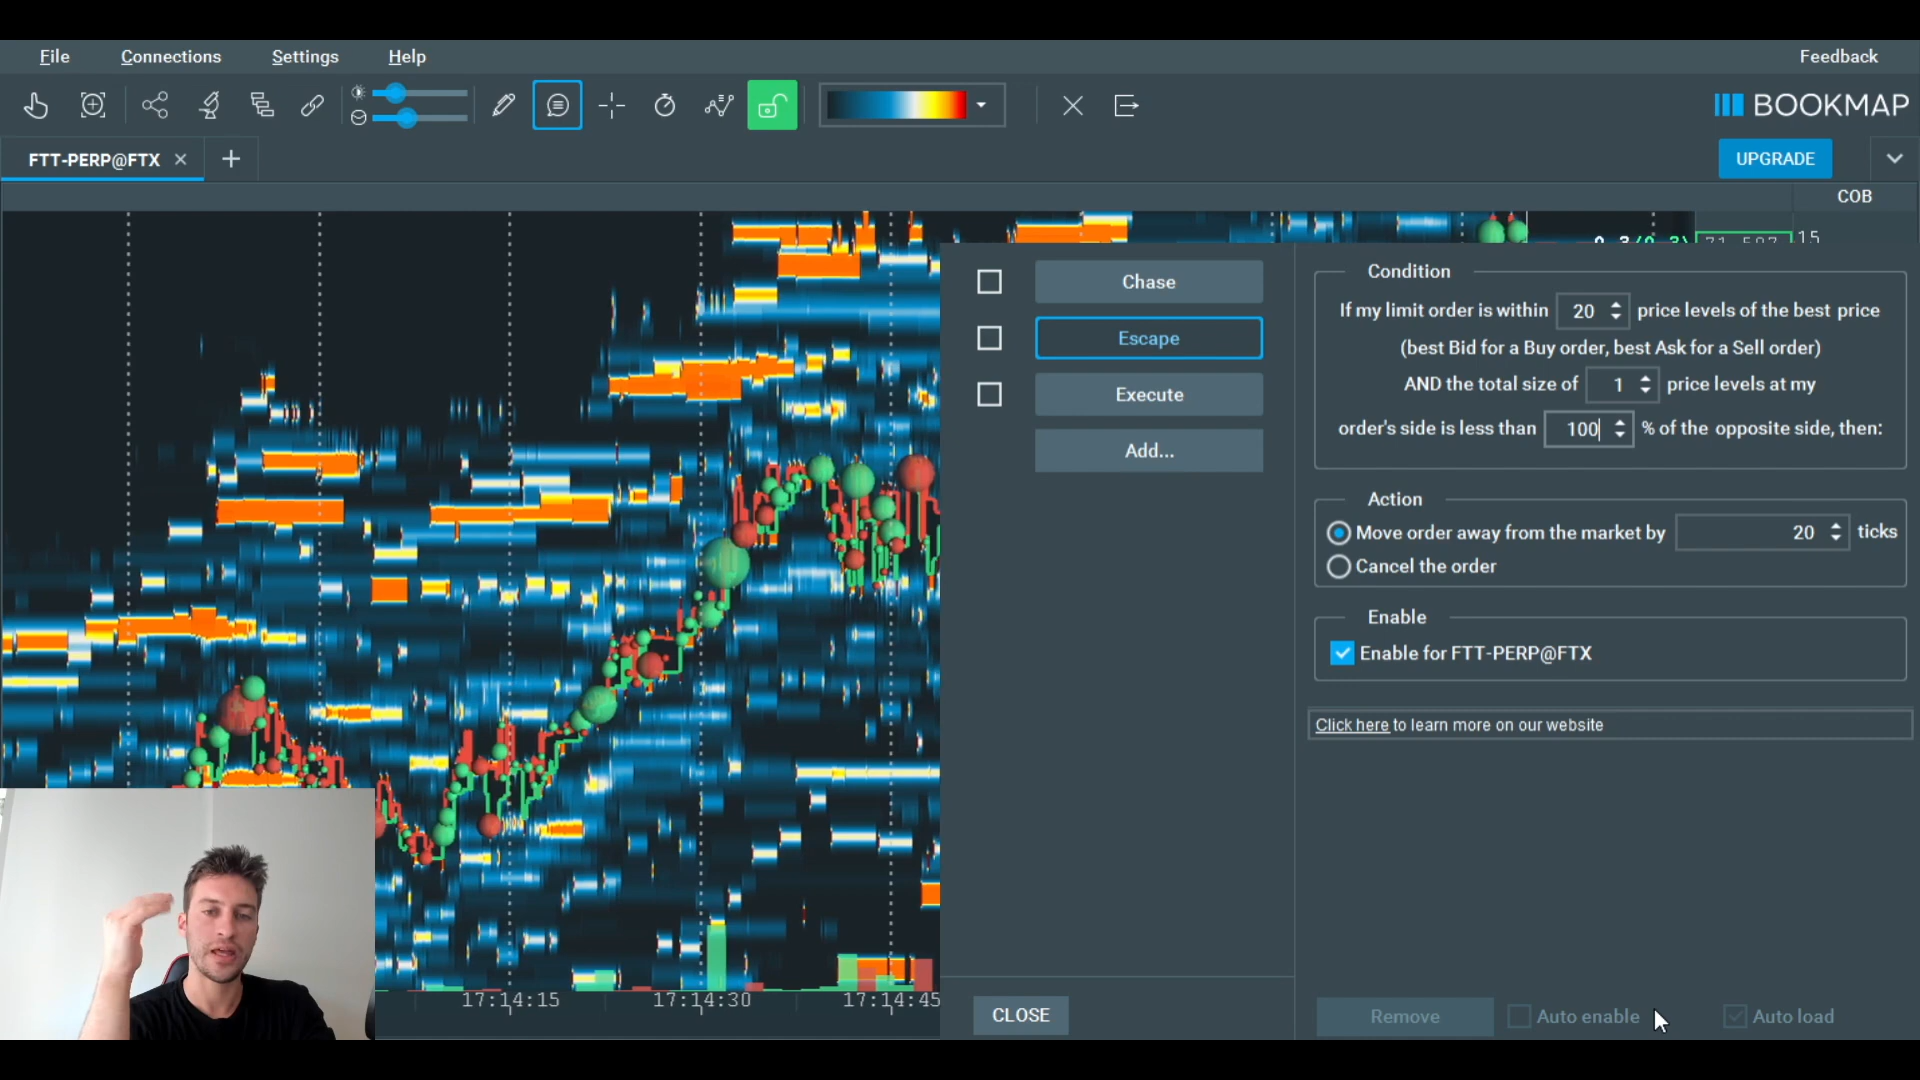 File Connections Settings Help Feedback
BOOKMAP
FTT-PERP@FTX
UPGRADE
COB
15
Chase
Escape
Execute
Add...
CLOSE
Condition
If my limit order is within 20 price levels of the best price
(best Bid for a Buy order, best Ask for a Sell order)
AND the total size of 1 price levels at my
order's side is less than 100 % of the opposite side, then:
Action
Move order away from the market by 20 ticks
Cancel the order
Enable
Enable for FTT-PERP@FTX
Click here to learn more on our website
Remove Auto enable Auto load
17:14:15 17:14:30 17:14:45